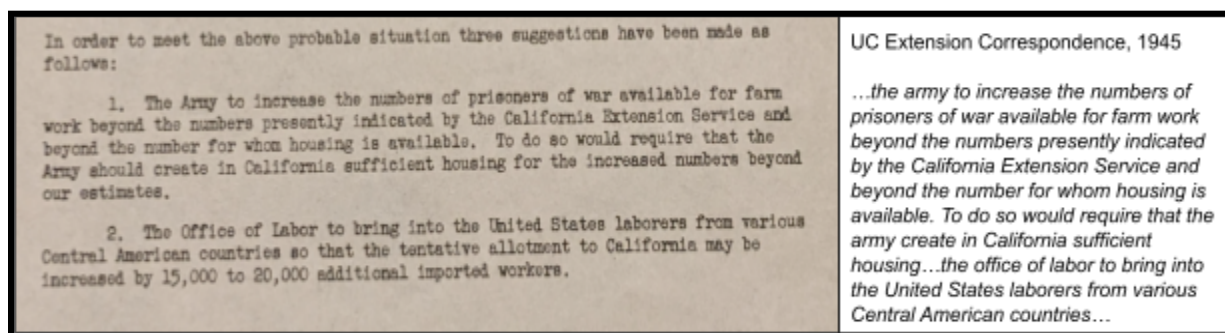 In order to meet the above probable situation three suggestions have been made as
follows:
1. The Army to increase the numbers of prisoners of war available for farm
work beyond the numbers presently indicated by the California Extension Service and
beyond the number for whom housing is available. To do so would require that the
Army should create in California sufficient housing for the increased numbers beyond
our estimates.
2. The Office of Labor to bring into the United States laborers from various
Central American countries so that the tentative allotment to California may be
increased by 15,000 to 20,000 additional imported workers.
UC Extension Correspondence, 1945
…the army to increase the numbers of
prisoners of war available for farm work
beyond the numbers presently indicated
by the California Extension Service and
beyond the number for whom housing is
available. To do so would require that the
army create in California sufficient
housing…the office of labor to bring into
the United States laborers from various
Central American countries…